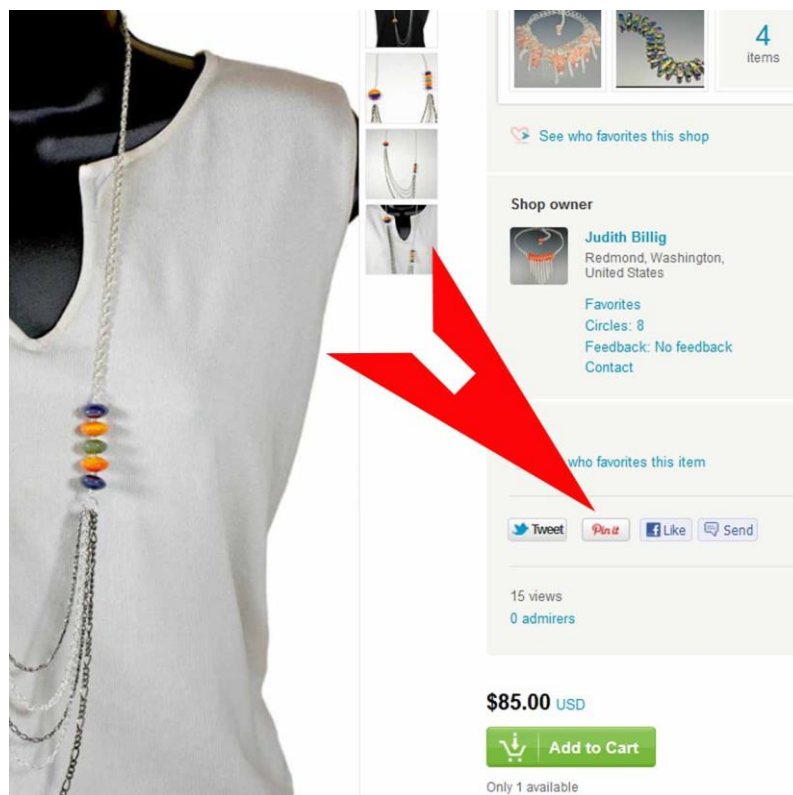 4
items
See who favorites this shop
Shop owner
Judith Billig
Redmond, Washington,
United States
Favorites
Circles: 8
Feedback: No feedback
Contact
who favorites this item
Tweet
Pin it
Like
Send
15 views
0 admirers
$85.00 USD
Add to Cart
Only 1 available